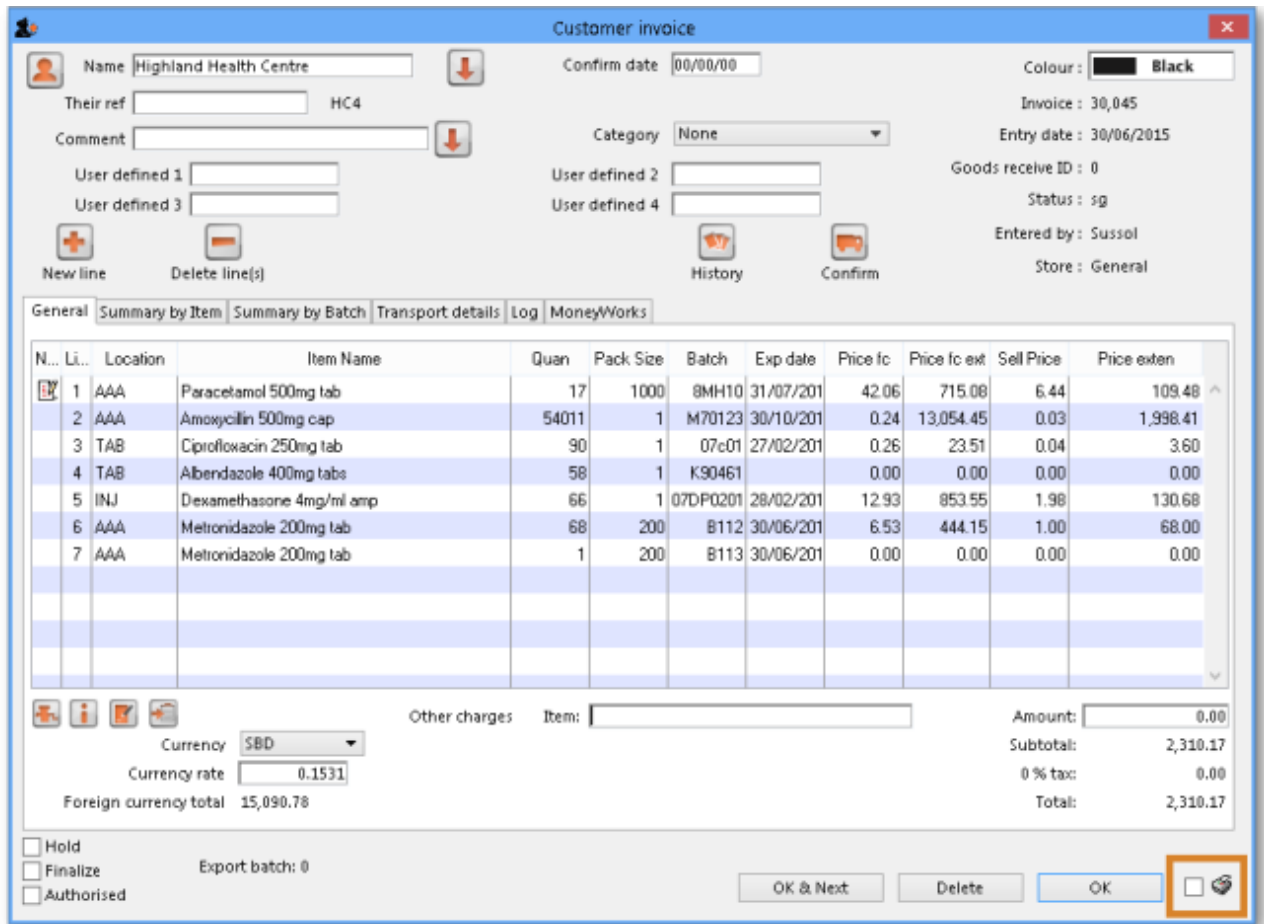 Customer invoice
Name Highland Health Centre Confirm date 00/00/00 Colour : Black
Their ref HC4 Invoice : 30,045
Comment Category None Entry date : 30/06/2015
User defined 1 User defined 2 Goods receive ID : 0
User defined 3 User defined 4 Status : sg
Entered by : Sussol
New line Delete line(s) History Confirm Store : General
General Summary by Item Summary by Batch Transport details Log MoneyWorks
N... Li... Location Item Name Quan Pack Size Batch Exp date Price fc Price fc ext Sell Price Price exten
1 AAA Paracetamol 500mg tab 17 1000 8MH10 31/07/201 42.06 715.08 6.44 109.48
2 AAA Amoxycillin 500mg cap 54011 1 M70123 30/10/201 0.24 13,054.45 0.03 1,998.41
3 TAB Ciprofloxacin 250mg tab 90 1 07c01 27/02/201 0.26 23.51 0.04 3.60
4 TAB Albendazole 400mg tabs 58 1 K90461 0.00 0.00 0.00 0.00
5 INJ Dexamethasone 4mg/ml amp 66 1 07DP0201 28/02/201 12.93 853.55 1.98 130.68
6 AAA Metronidazole 200mg tab 68 200 B112 30/06/201 6.53 444.15 1.00 68.00
7 AAA Metronidazole 200mg tab 1 200 B113 30/06/201 0.00 0.00 0.00 0.00
Other charges Item: Amount: 0.00
Currency SBD Subtotal: 2,310.17
Currency rate 0.1531 0 % tax: 0.00
Foreign currency total 15,090.78 Total: 2,310.17
Hold
Finalize Export batch: 0
Authorised OK & Next Delete OK